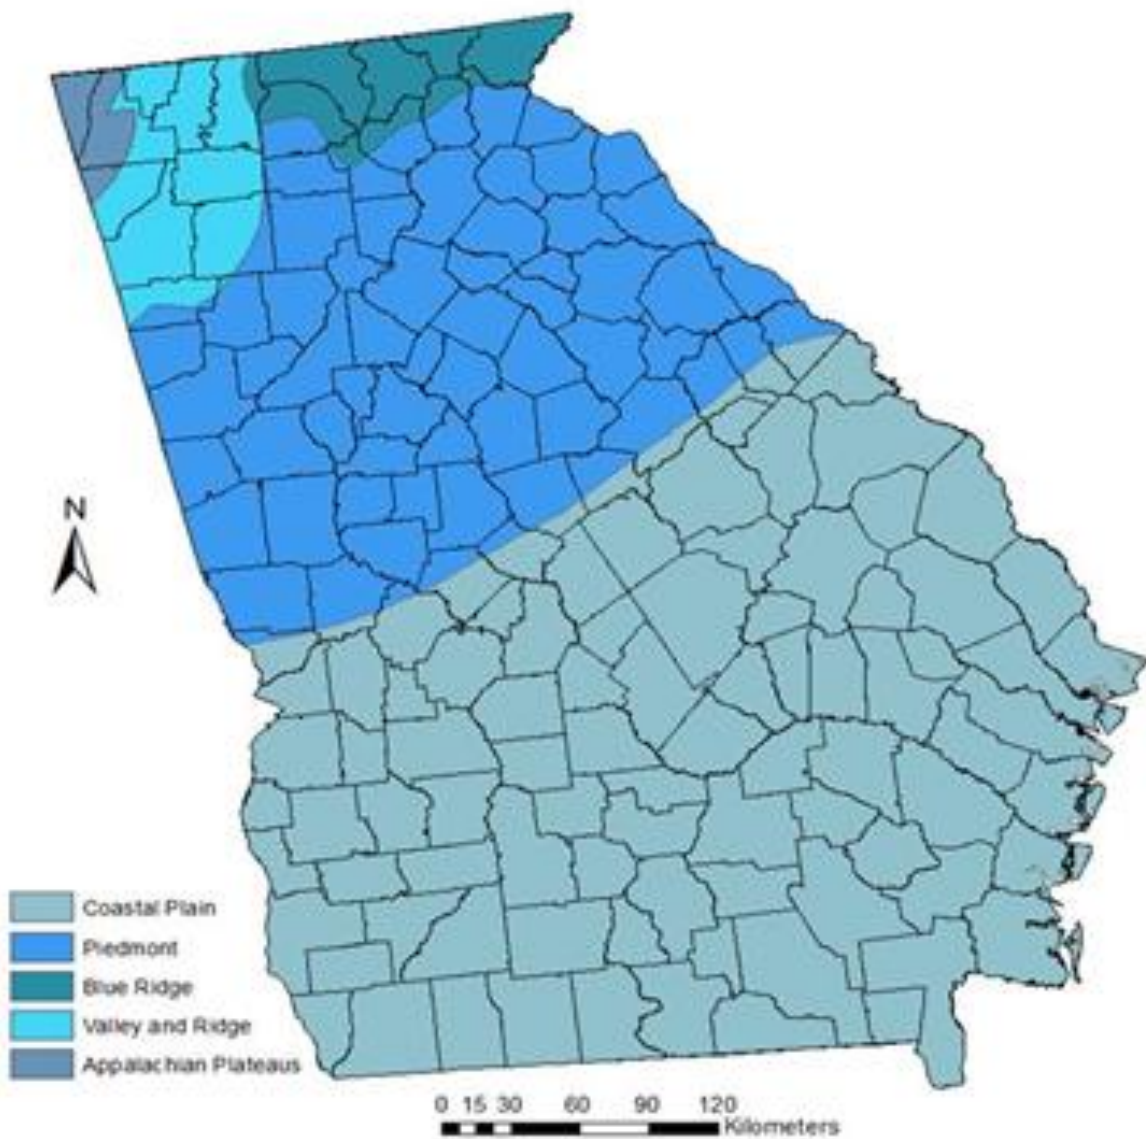 N
Coastal Plain
Piedmont
Blue Ridge
Valley and Ridge
Appalachian Plateaus
0 15 30 60 90 120
Kilometers